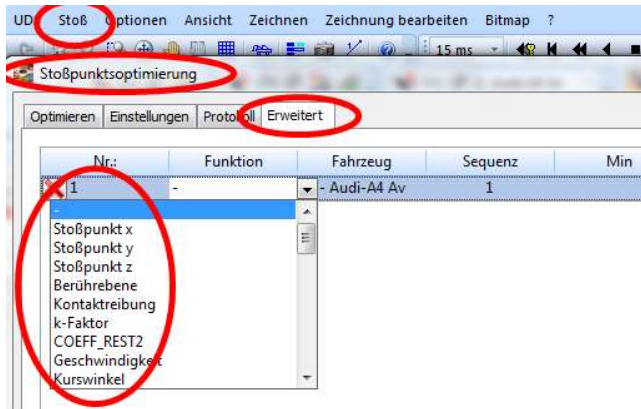 UD Stoß Optionen Ansicht Zeichnen Zeichnung bearbeiten Bitmap ?
15 ms
Stoßpunktsoptimierung
Optimieren Einstellungen Protokoll Erweitert
Nr.: Funktion Fahrzeug Sequenz Min
1 - - Audi-A4 Av 1
-
Stoßpunkt x
Stoßpunkt y
Stoßpunkt z
Berührebene
Kontaktreibung
k-Faktor
COEFF_REST2
Geschwindigkeit
Kurswinkel